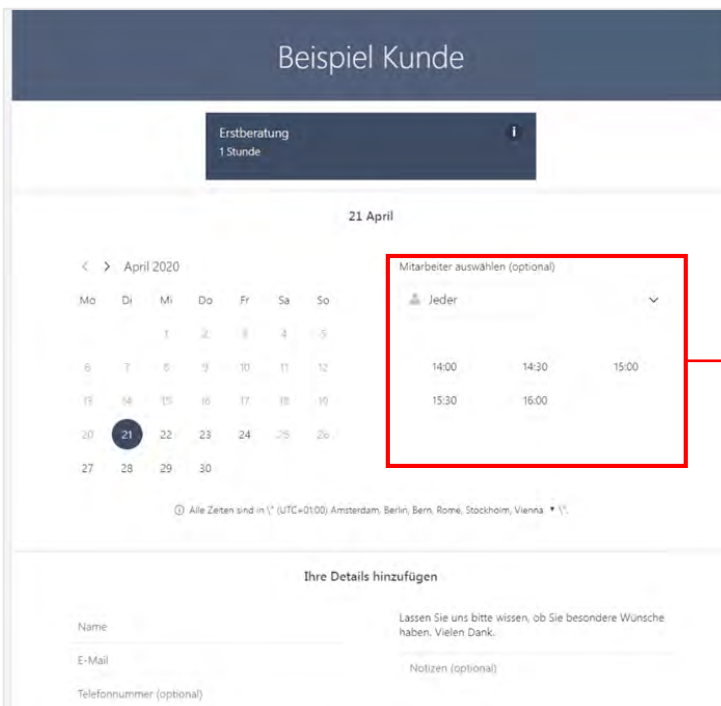 Beispiel Kunde
Erstberatung
1 Stunde
21 April
April 2020
Mo Di Mi Do Fr Sa So
1 2 3 4 5
6 7 8 9 10 11 12
13 14 15 16 17 18 19
20 21 22 23 24 25 26
27 28 29 30
Mitarbeiter auswählen (optional)
Jeder
14:00 14:30 15:00
15:30 16:00
Alle Zeiten sind in \" (UTC+01:00) Amsterdam, Berlin, Bern, Rome, Stockholm, Vienna \".
Ihre Details hinzufügen
Name
E-Mail
Telefonnummer (optional)
Lassen Sie uns bitte wissen, ob Sie besondere Wünsche
haben. Vielen Dank.
Notizen (optional)